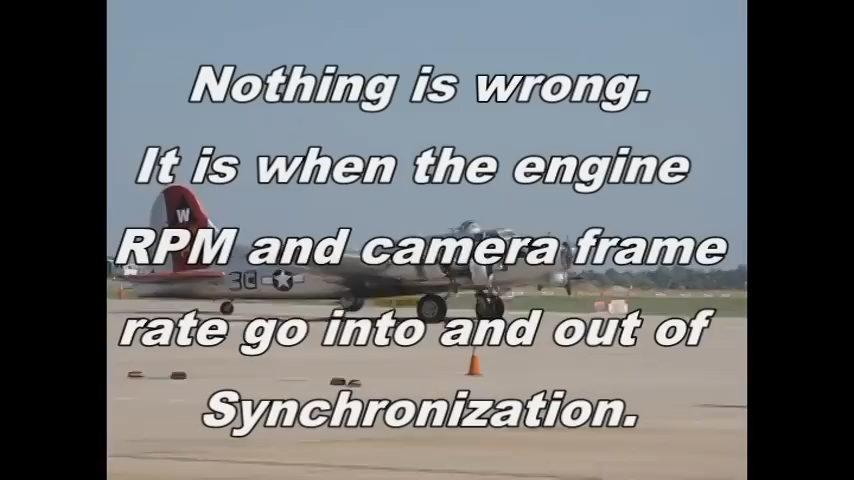 Nothing is wrong.
It is when the engine
RPM and camera frame
rate go into and out of
Synchronization.
W
30